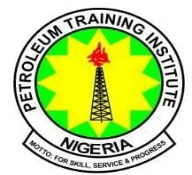 PETROLEUM TRAINING INSTITUTE
NIGERIA
MOTTO: FOR SKILL, SERVICE & PROGRESS